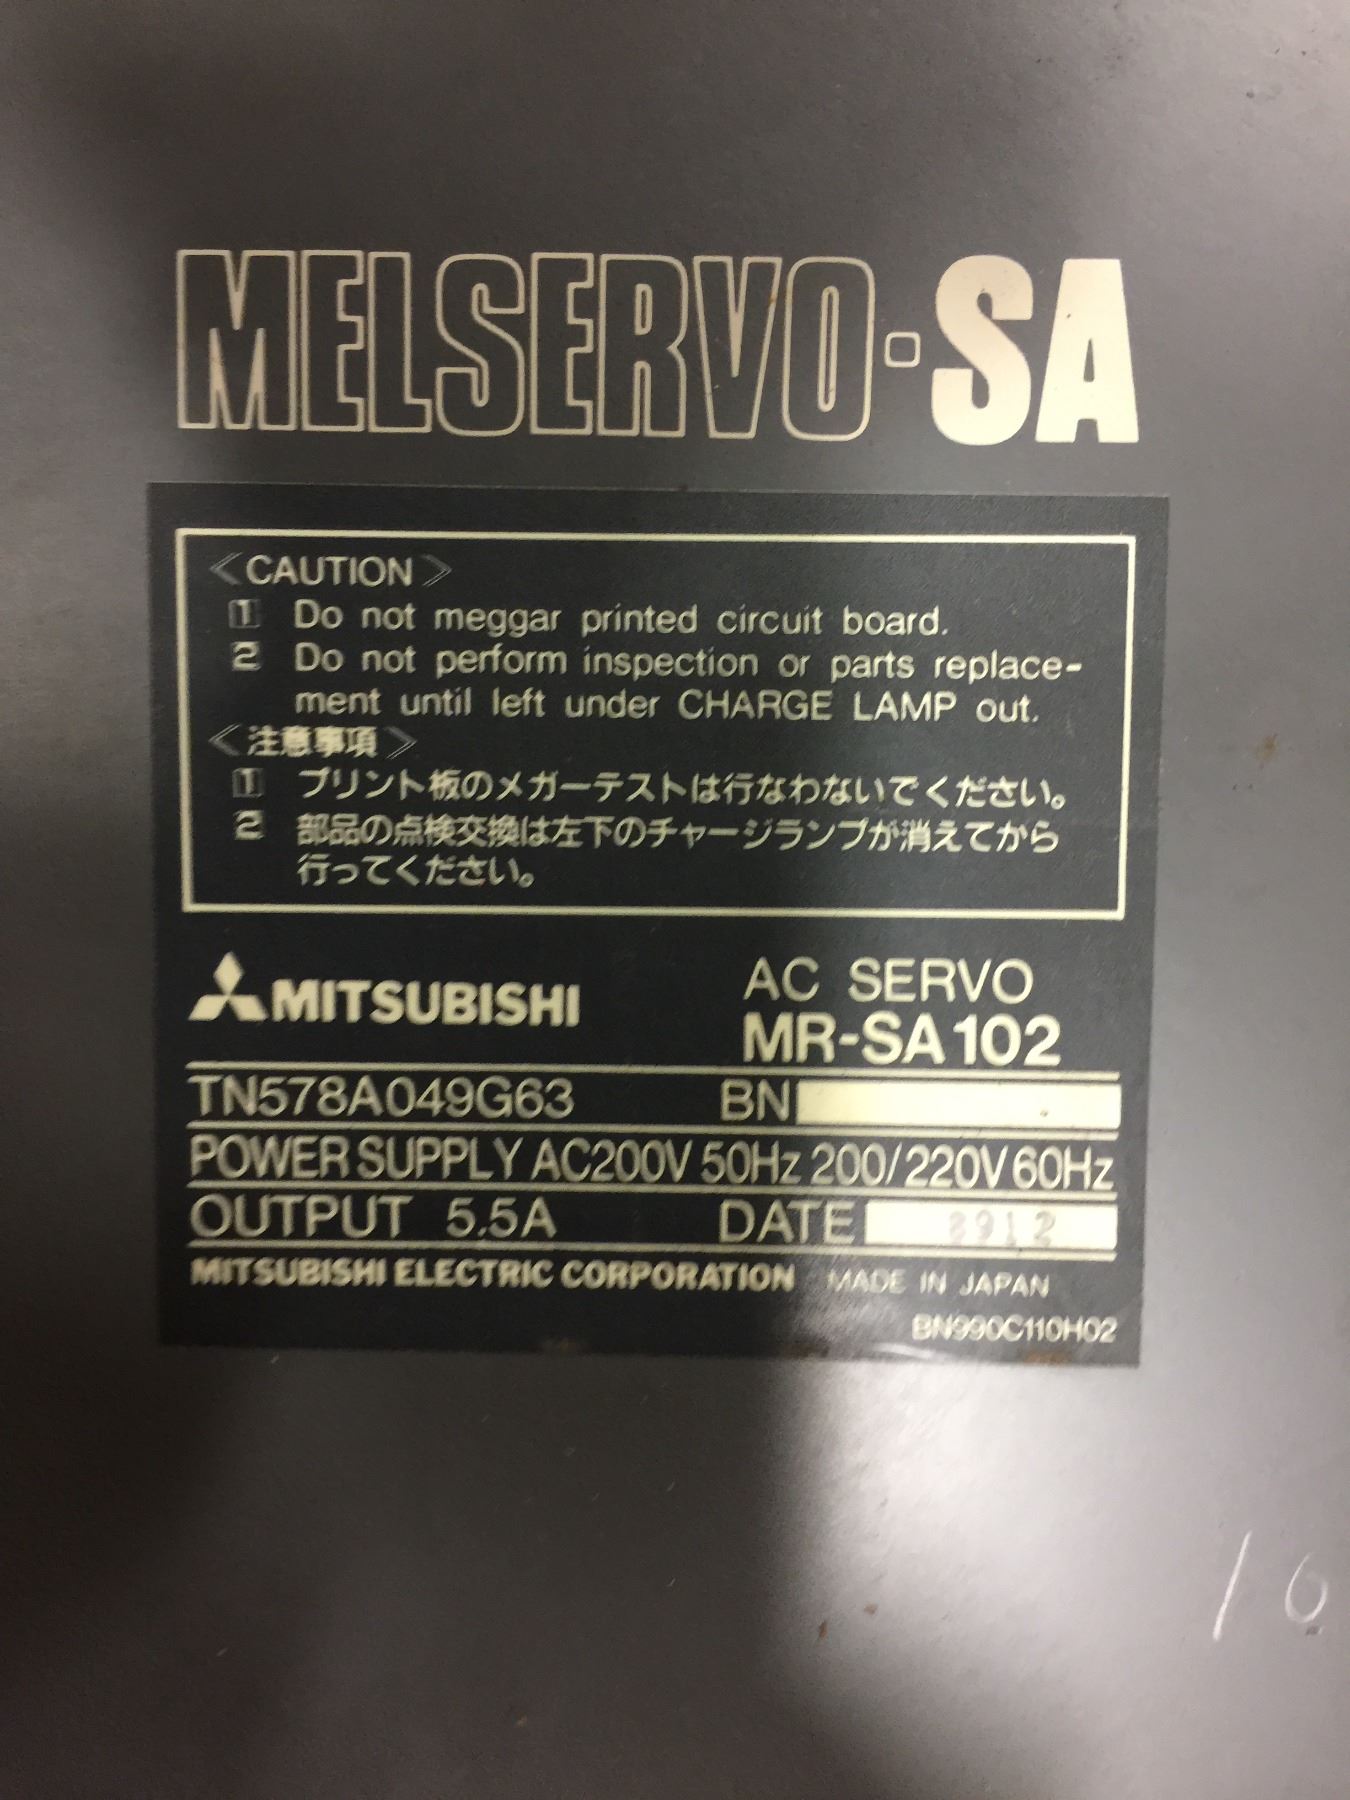 MELSERVO-SA
<CAUTION>
1 Do not meggar printed circuit board.
2 Do not perform inspection or parts replace-
ment until left under CHARGE LAMP out.
<注意事項>
1 プリント板のメガーテストは行なわないでください。
2 部品の点検交換は左下のチャージランプが消えてから
行ってください。
MITSUBISHI
AC SERVO
MR-SA102
TN578A049G63 BN
POWER SUPPLY AC200V 50Hz 200/220V 60Hz
OUTPUT 5.5A DATE 8912
MITSUBISHI ELECTRIC CORPORATION MADE IN JAPAN
BN990C110H02
10